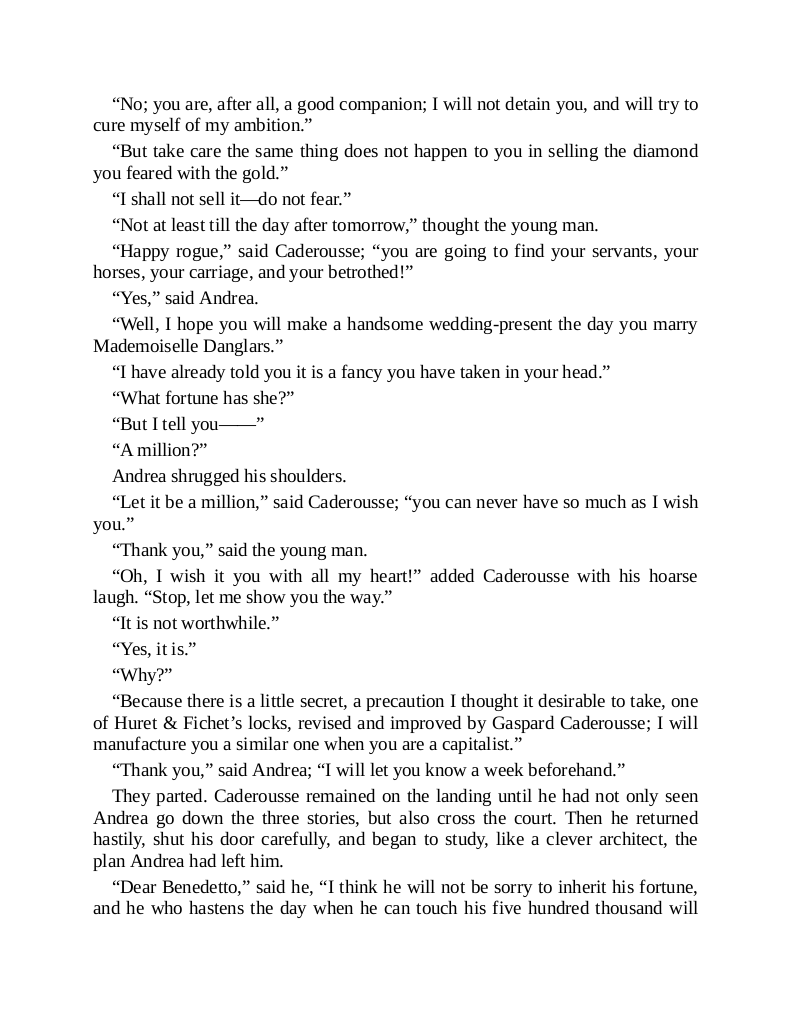 “No; you are, after all, a good companion; I will not detain you, and will try to
cure myself of my ambition.”
“But take care the same thing does not happen to you in selling the diamond
you feared with the gold.”
“I shall not sell it—do not fear.”
“Not at least till the day after tomorrow,” thought the young man.
“Happy rogue,” said Caderousse; “you are going to find your servants, your
horses, your carriage, and your betrothed!”
“Yes,” said Andrea.
“Well, I hope you will make a handsome wedding-present the day you marry
Mademoiselle Danglars.”
“I have already told you it is a fancy you have taken in your head.”
“What fortune has she?”
“But I tell you——”
“A million?”
Andrea shrugged his shoulders.
“Let it be a million,” said Caderousse; “you can never have so much as I wish
you.”
“Thank you,” said the young man.
“Oh, I wish it you with all my heart!” added Caderousse with his hoarse
laugh. “Stop, let me show you the way.”
“It is not worthwhile.”
“Yes, it is.”
“Why?”
“Because there is a little secret, a precaution I thought it desirable to take, one
of Huret & Fichet’s locks, revised and improved by Gaspard Caderousse; I will
manufacture you a similar one when you are a capitalist.”
“Thank you,” said Andrea; “I will let you know a week beforehand.”
They parted. Caderousse remained on the landing until he had not only seen
Andrea go down the three stories, but also cross the court. Then he returned
hastily, shut his door carefully, and began to study, like a clever architect, the
plan Andrea had left him.
“Dear Benedetto,” said he, “I think he will not be sorry to inherit his fortune,
and he who hastens the day when he can touch his five hundred thousand will